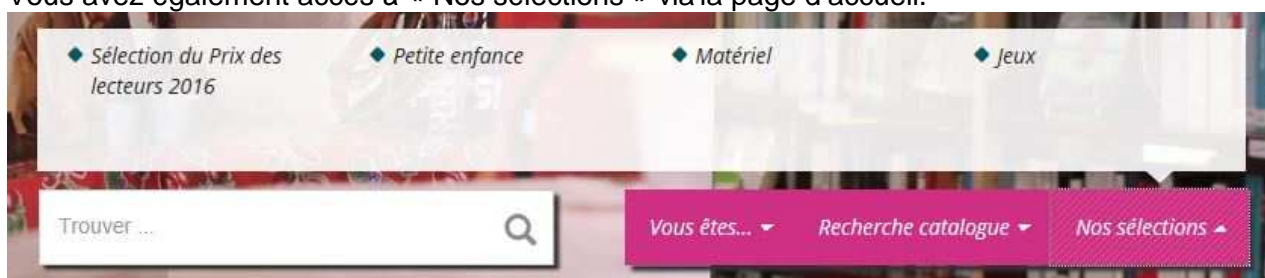 Vous avez également accès à « Nos sélections » via la page d'accueil.
Sélection du Prix des
lecteurs 2016
Petite enfance
Matériel
Jeux
Trouver ...
Vous êtes...
Recherche catalogue
Nos sélections